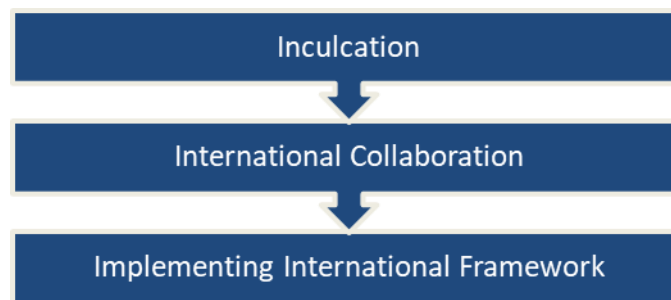 Inculcation
International Collaboration
Implementing International Framework